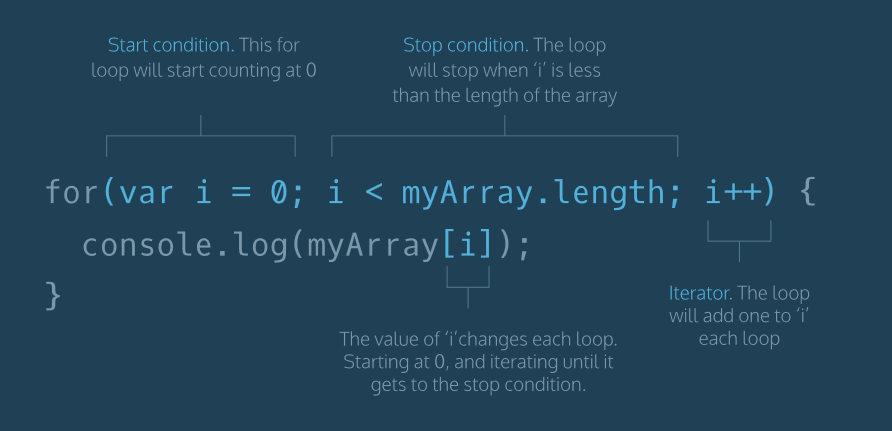 Start condition. This for
loop will start counting at 0
Stop condition. The loop
will stop when ‘i’ is less
than the length of the array
for(var i = 0; i < myArray.length; i++) {
console.log(myArray[i]);
}
The value of ‘i’changes each loop.
Starting at 0, and iterating until it
gets to the stop condition.
Iterator. The loop
will add one to ‘i’
each loop